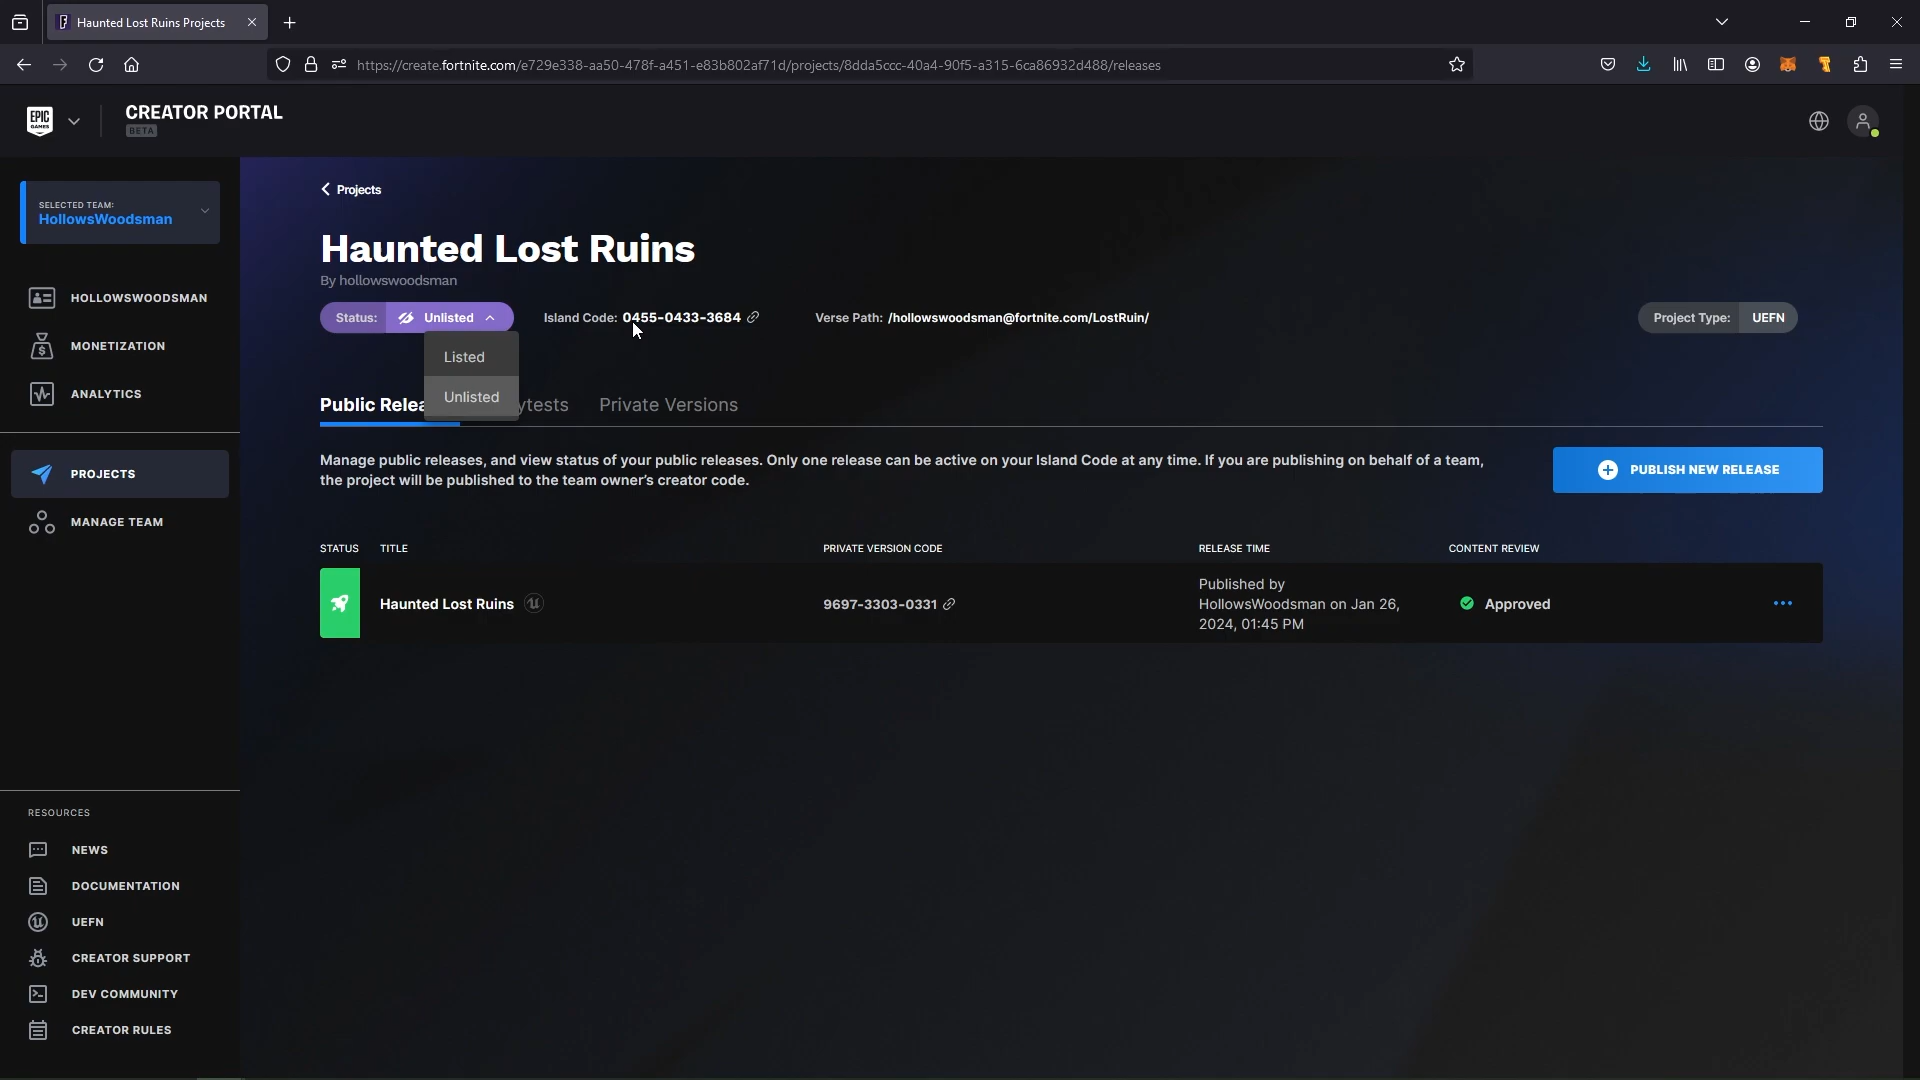 Haunted Lost Ruins Projects
https://create.fortnite.com/e729e338-aa50-478f-a451-e83b802af71d/projects/8dda5ccc-40a4-90f5-a315-6ca86932d488/releases
EPIC GAMES
CREATOR PORTAL
BETA
SELECTED TEAM:
HollowsWoodsman
HOLLOWSWOODSMAN
MONETIZATION
ANALYTICS
PROJECTS
MANAGE TEAM
RESOURCES
NEWS
DOCUMENTATION
UEFN
CREATOR SUPPORT
DEV COMMUNITY
CREATOR RULES
Projects
Haunted Lost Ruins
By hollowswoodsman
Status: Unlisted
Island Code: 0455-0433-3684
Verse Path: /hollowswoodsman@fortnite.com/LostRuin/
Project Type: UEFN
Listed
Unlisted
Public Relea ytests Private Versions
Manage public releases, and view status of your public releases. Only one release can be active on your Island Code at any time. If you are publishing on behalf of a team,
the project will be published to the team owner's creator code.
PUBLISH NEW RELEASE
STATUS TITLE PRIVATE VERSION CODE RELEASE TIME CONTENT REVIEW
Haunted Lost Ruins
9697-3303-0331
Published by
HollowsWoodsman on Jan 26,
2024, 01:45 PM
Approved